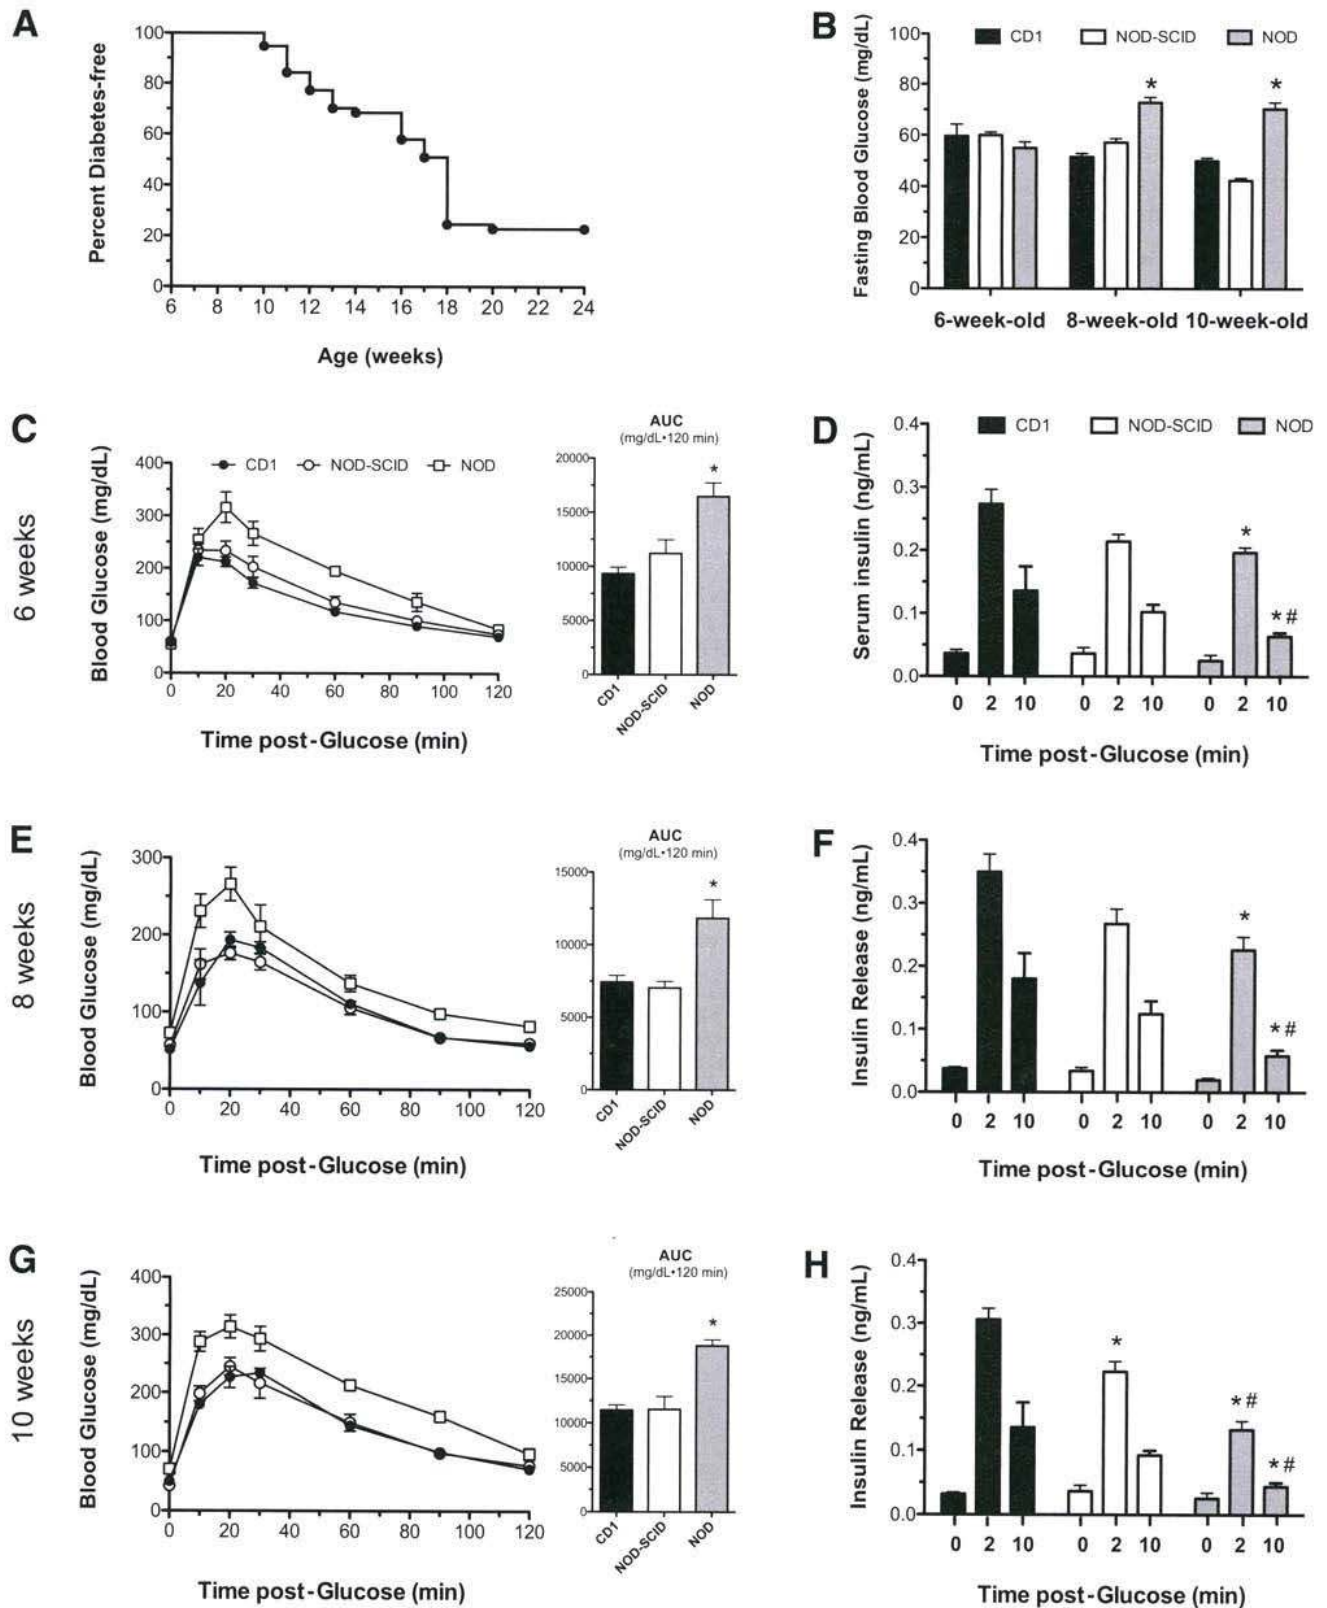 A
Percent Diabetes-free
100
80
60
40
20
0
6 8 10 12 14 16 18 20 22 24
Age (weeks)
B
CD1 NOD-SCID NOD
Fasting Blood Glucose (mg/dL)
100
80
60
40
20
0
* *
6-week-old 8-week-old 10-week-old
6 weeks
C
Blood Glucose (mg/dL)
CD1 NOD-SCID NOD
400
300
200
100
0
0 20 40 60 80 100 120
Time post-Glucose (min)
AUC
(mg/dL•120 min)
20000
15000
10000
5000
0
*
CD1 NOD-SCID NOD
D
CD1 NOD-SCID NOD
Serum insulin (ng/mL)
0.4
0.3
0.2
0.1
0.0
*
*#
0 2 10 0 2 10 0 2 10
Time post-Glucose (min)
8 weeks
E
Blood Glucose (mg/dL)
300
200
100
0
0 20 40 60 80 100 120
Time post-Glucose (min)
AUC
(mg/dL•120 min)
15000
10000
5000
0
*
CD1 NOD-SCID NOD
F
Insulin Release (ng/mL)
0.4
0.3
0.2
0.1
0.0
*
*#
0 2 10 0 2 10 0 2 10
Time post-Glucose (min)
10 weeks
G
Blood Glucose (mg/dL)
400
300
200
100
0
0 20 40 60 80 100 120
Time post-Glucose (min)
AUC
(mg/dL•120 min)
25000
20000
15000
10000
5000
0
*
CD1 NOD-SCID NOD
H
Insulin Release (ng/mL)
0.4
0.3
0.2
0.1
0.0
*
*#
*#
0 2 10 0 2 10 0 2 10
Time post-Glucose (min)